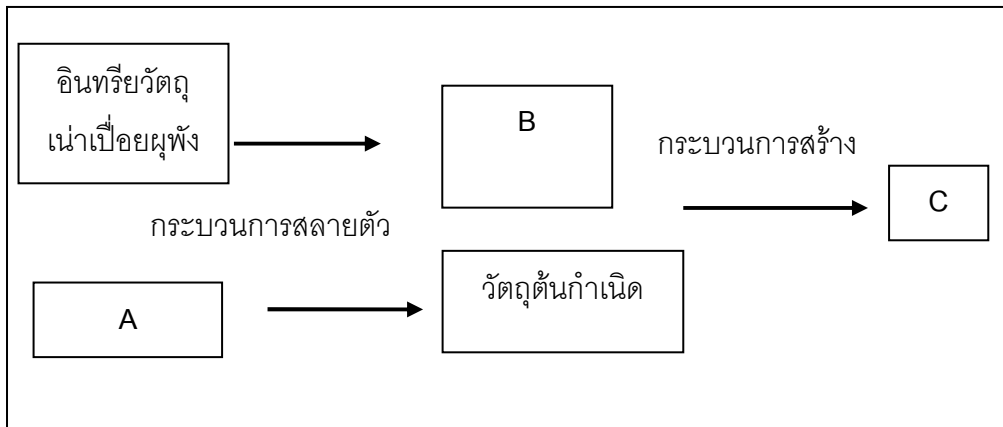 อินทรียวัตถุ
เน่าเปื่อยผุพัง
B
กระบวนการสร้าง
C
กระบวนการสลายตัว
วัตถุต้นกำเนิด
A